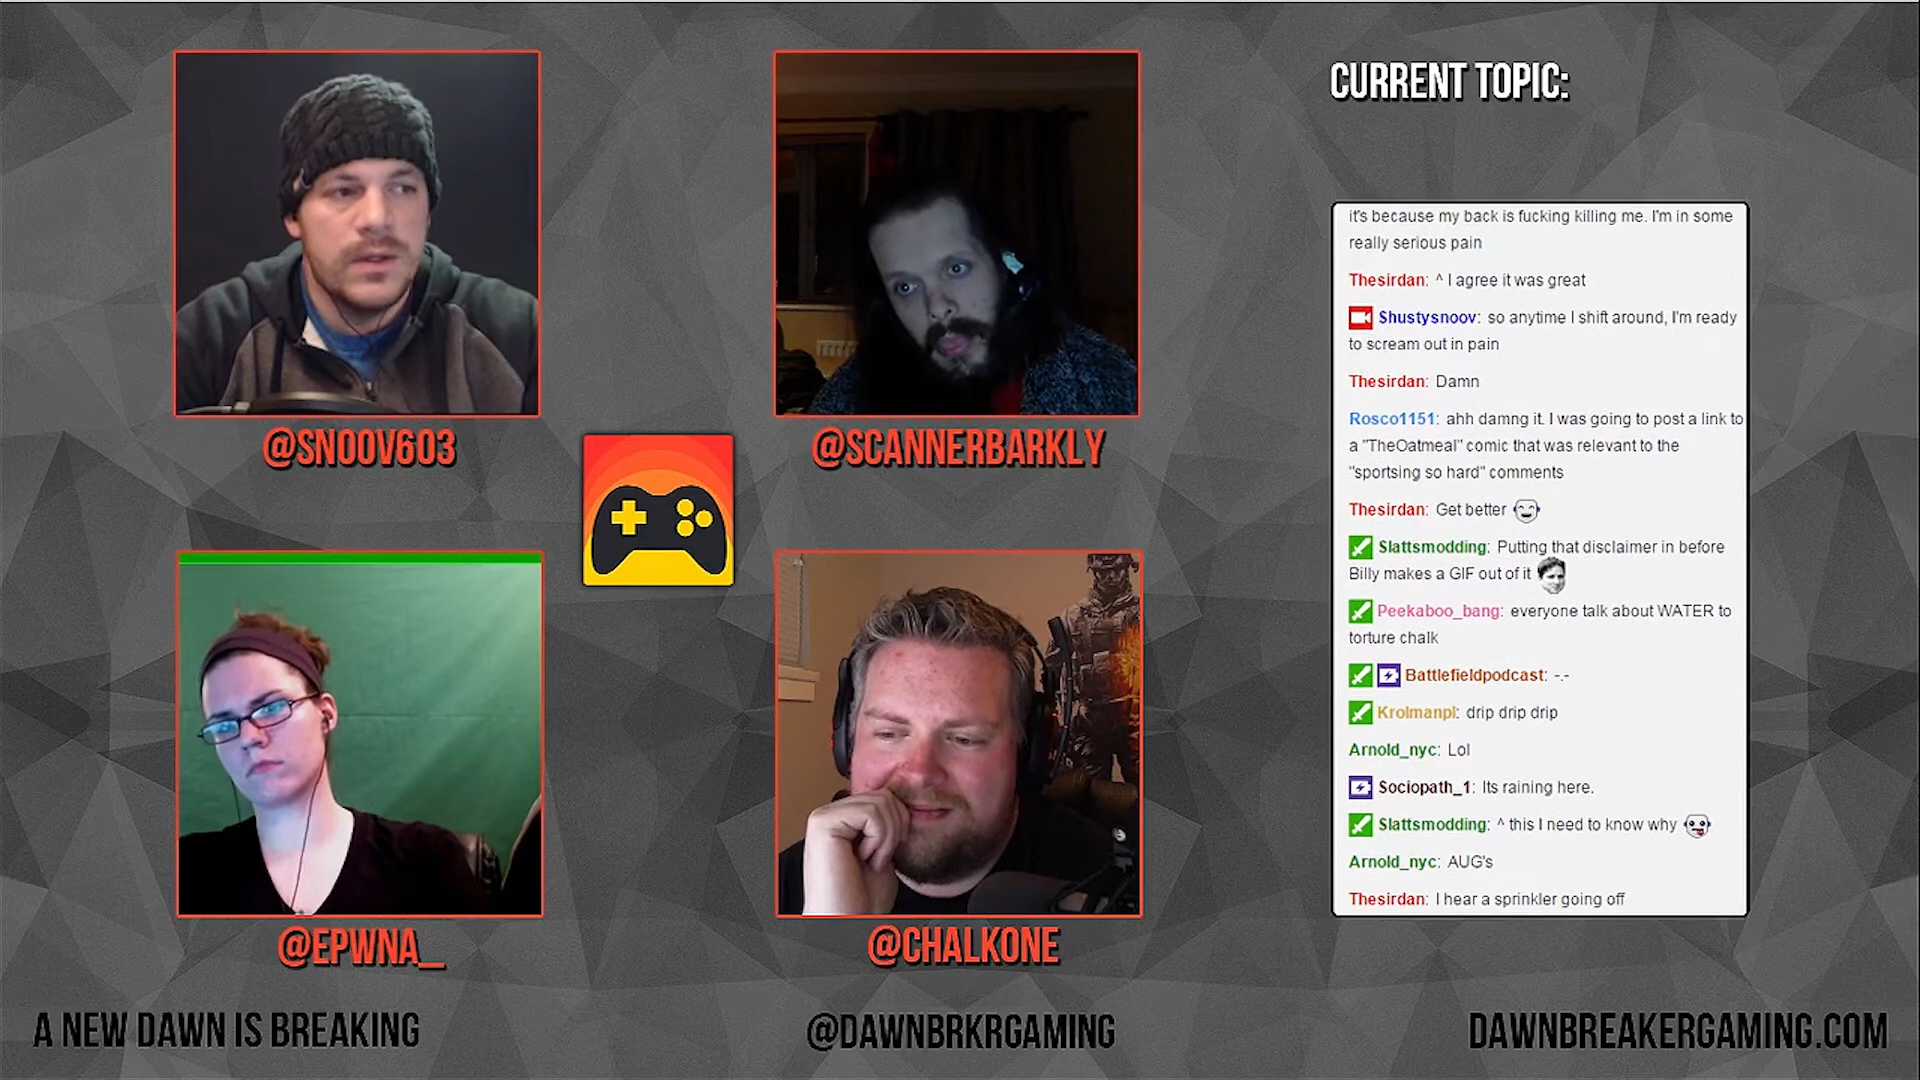 CURRENT TOPIC:
@SNOOV603
@SCANNERBARKLY
@EPWNA_
@CHALKONE
it's because my back is fucking killing me. I'm in some
really serious pain
Thesirdan: ^ I agree it was great
Shustysnoov: so anytime I shift around, I'm ready
to scream out in pain
Thesirdan: Damn
Rosco1151: ahh damng it. I was going to post a link to
a "TheOatmeal" comic that was relevant to the
"sportsing so hard" comments
Thesirdan: Get better
Slattsmodding: Putting that disclaimer in before
Billy makes a GIF out of it
Peekaboo_bang: everyone talk about WATER to
torture chalk
Battlefieldpodcast: -.-
Krolmanpl: drip drip drip
Arnold_nyc: Lol
Sociopath_1: Its raining here.
Slattsmodding: ^ this I need to know why
Arnold_nyc: AUG's
Thesirdan: I hear a sprinkler going off
A NEW DAWN IS BREAKING
@DAWNBRKRGAMING
DAWNBREAKERGAMING.COM